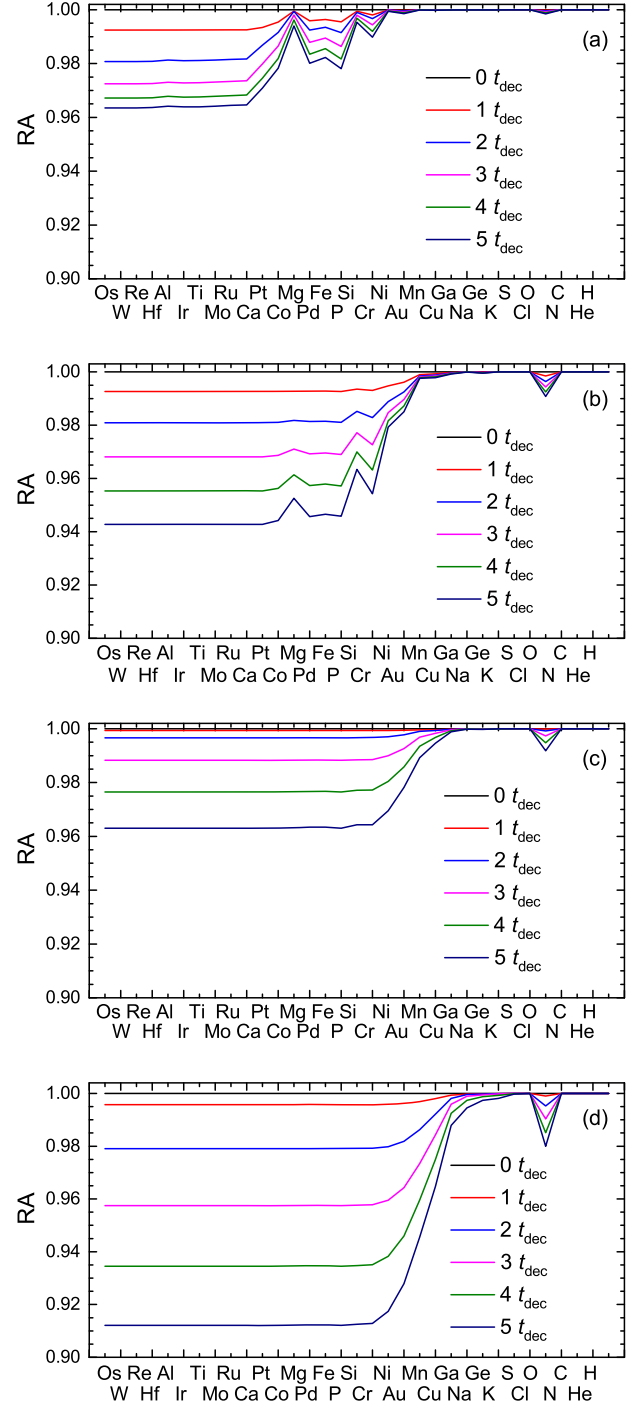 1.00
(a)
0.98
0 tdec
1 tdec
0.96
2 tdec
RA
3 tdec
0.94
4 tdec
0.92
5 tdec
0.90
Os Re Al Ti Ru Pt Mg Fe Si Ni Mn Ga Ge S O C H
W Hf Ir Mo Ca Co Pd P Cr Au Cu Na K Cl N He
1.00
(b)
0.98
0 tdec
1 tdec
0.96
2 tdec
RA
3 tdec
0.94
4 tdec
0.92
5 tdec
0.90
Os Re Al Ti Ru Pt Mg Fe Si Ni Mn Ga Ge S O C H
W Hf Ir Mo Ca Co Pd P Cr Au Cu Na K Cl N He
1.00
(c)
0.98
0 tdec
1 tdec
0.96
2 tdec
RA
3 tdec
0.94
4 tdec
0.92
5 tdec
0.90
Os Re Al Ti Ru Pt Mg Fe Si Ni Mn Ga Ge S O C H
W Hf Ir Mo Ca Co Pd P Cr Au Cu Na K Cl N He
1.00
(d)
0.98
0 tdec
1 tdec
0.96
2 tdec
RA
3 tdec
0.94
4 tdec
0.92
5 tdec
0.90
Os Re Al Ti Ru Pt Mg Fe Si Ni Mn Ga Ge S O C H
W Hf Ir Mo Ca Co Pd P Cr Au Cu Na K Cl N He